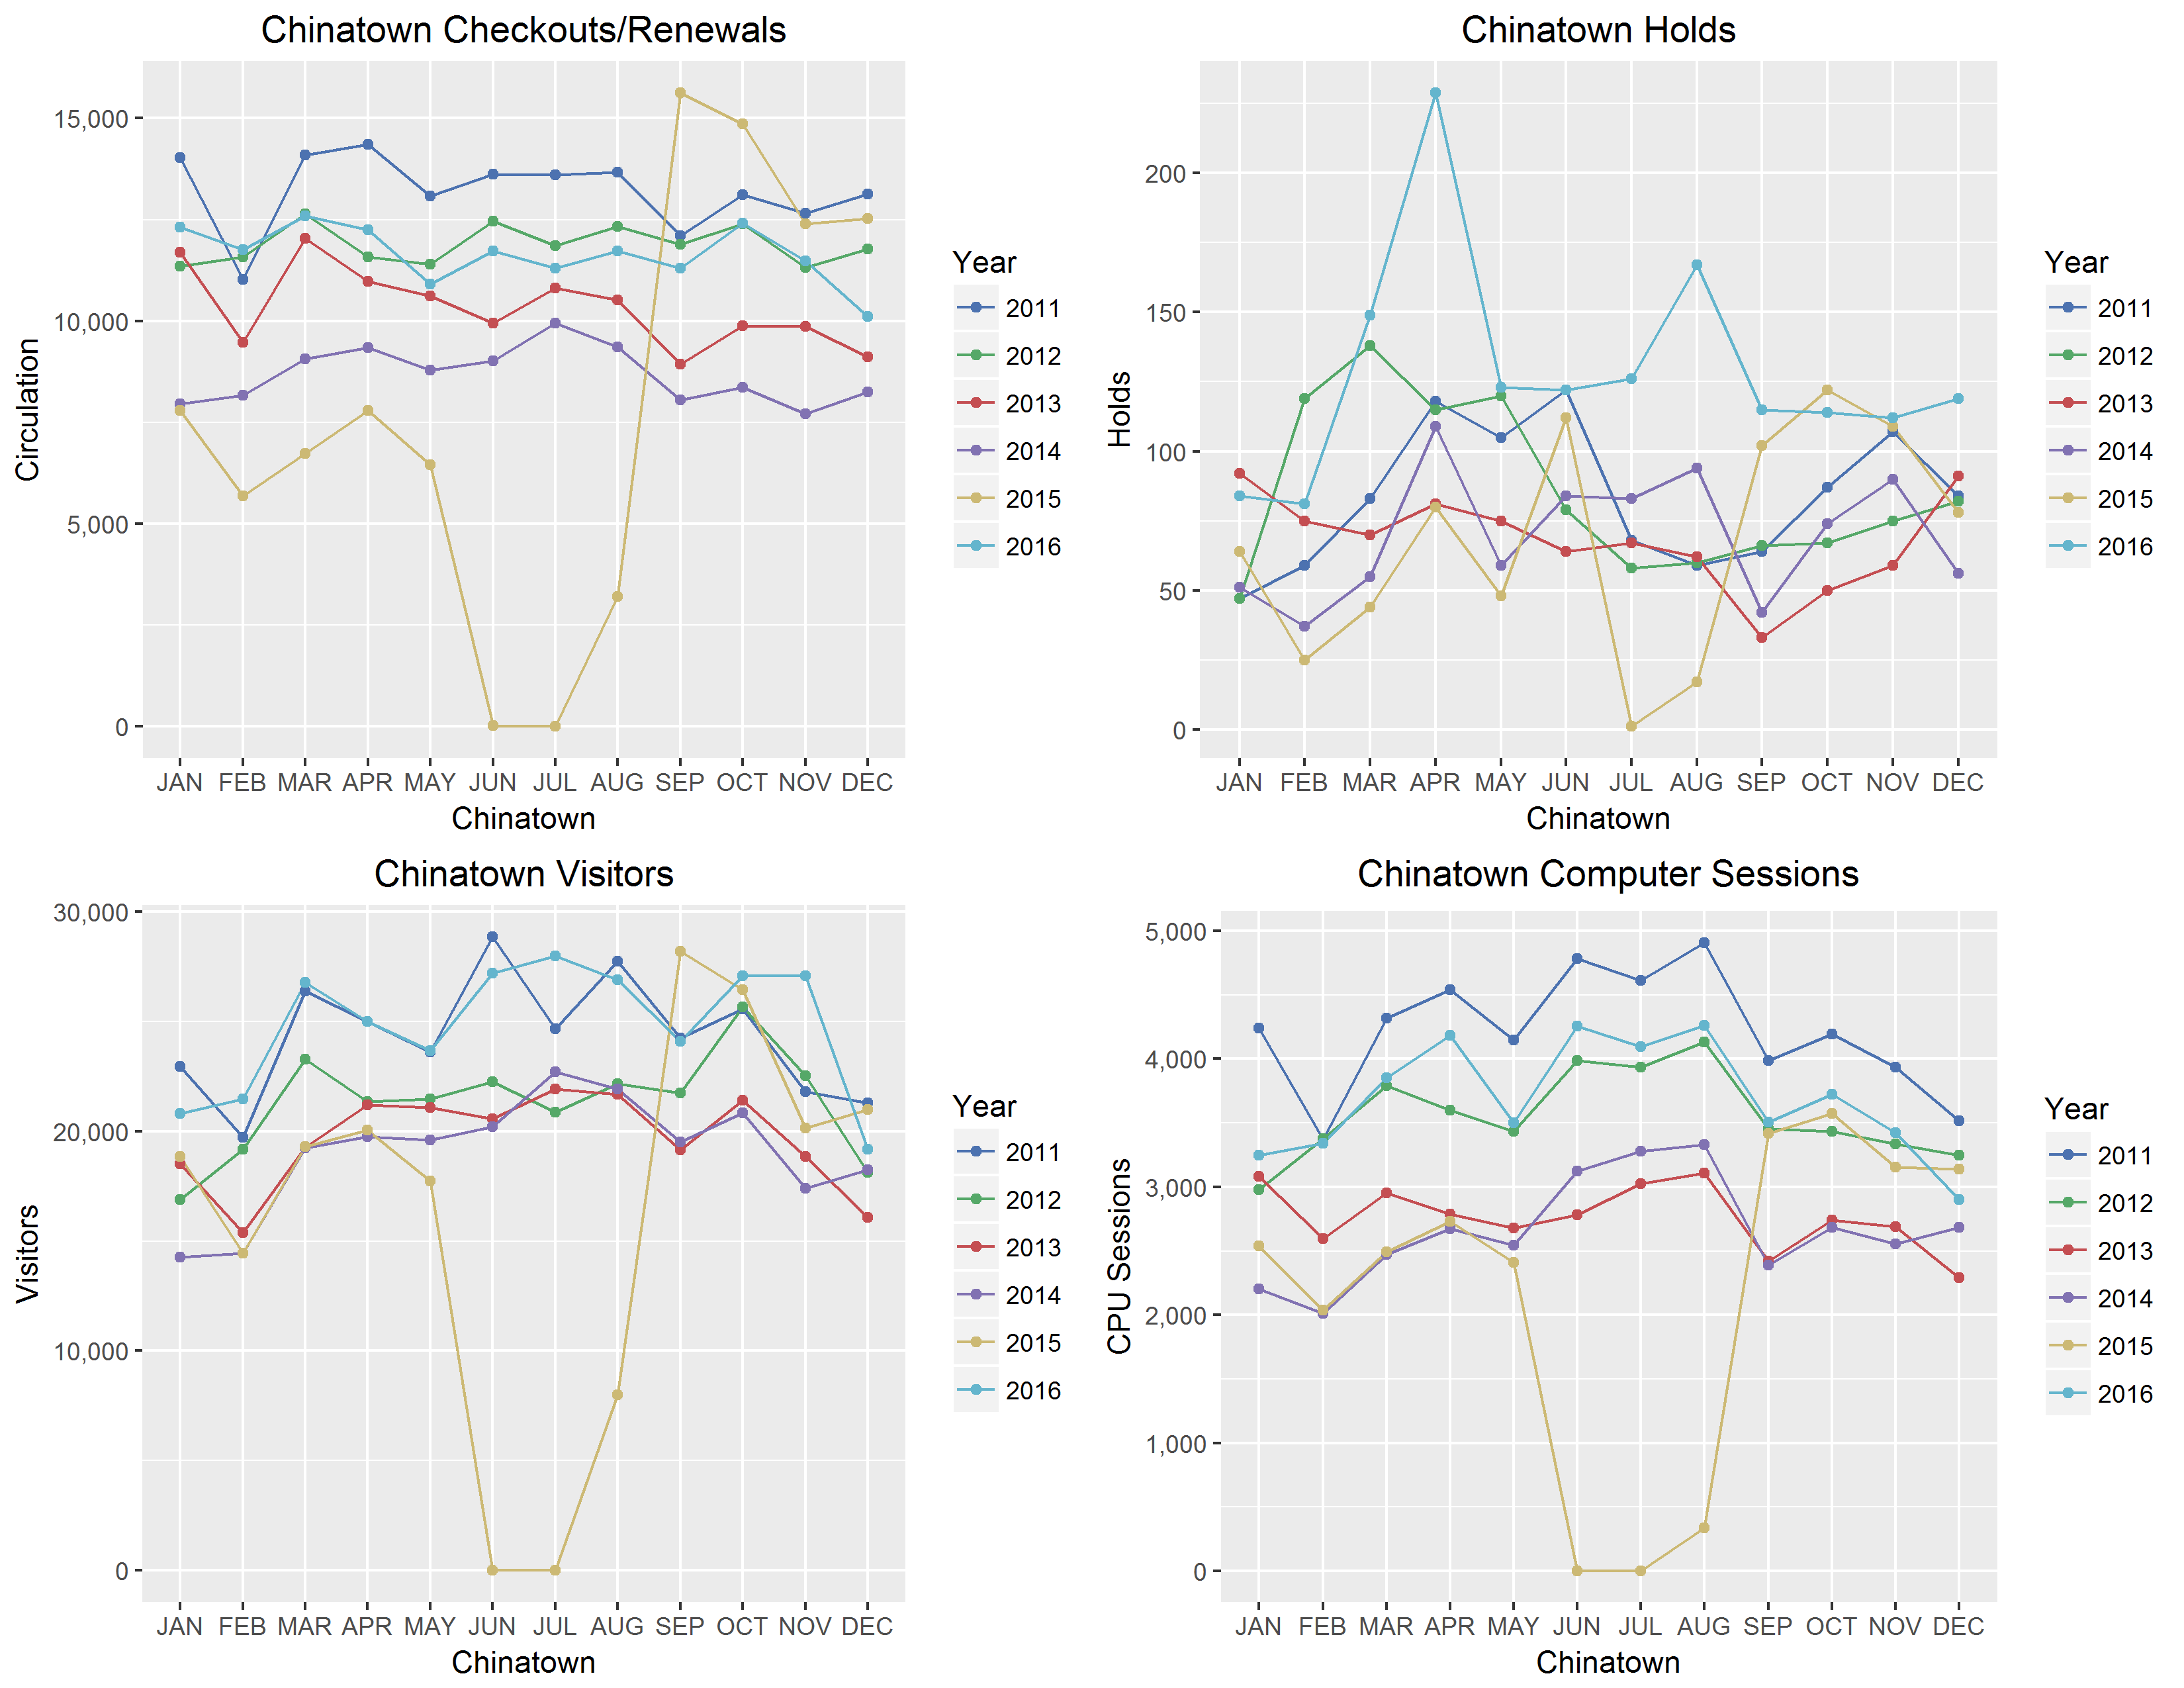 Chinatown Checkouts/Renewals
Circulation
15,000
10,000
5,000
0
JAN FEB MAR APR MAY JUN JUL AUG SEP OCT NOV DEC
Chinatown
Year
2011
2012
2013
2014
2015
2016
Chinatown Holds
Holds
200
150
100
50
0
JAN FEB MAR APR MAY JUN JUL AUG SEP OCT NOV DEC
Chinatown
Year
2011
2012
2013
2014
2015
2016
Chinatown Visitors
Visitors
30,000
20,000
10,000
0
JAN FEB MAR APR MAY JUN JUL AUG SEP OCT NOV DEC
Chinatown
Year
2011
2012
2013
2014
2015
2016
Chinatown Computer Sessions
CPU Sessions
5,000
4,000
3,000
2,000
1,000
0
JAN FEB MAR APR MAY JUN JUL AUG SEP OCT NOV DEC
Chinatown
Year
2011
2012
2013
2014
2015
2016